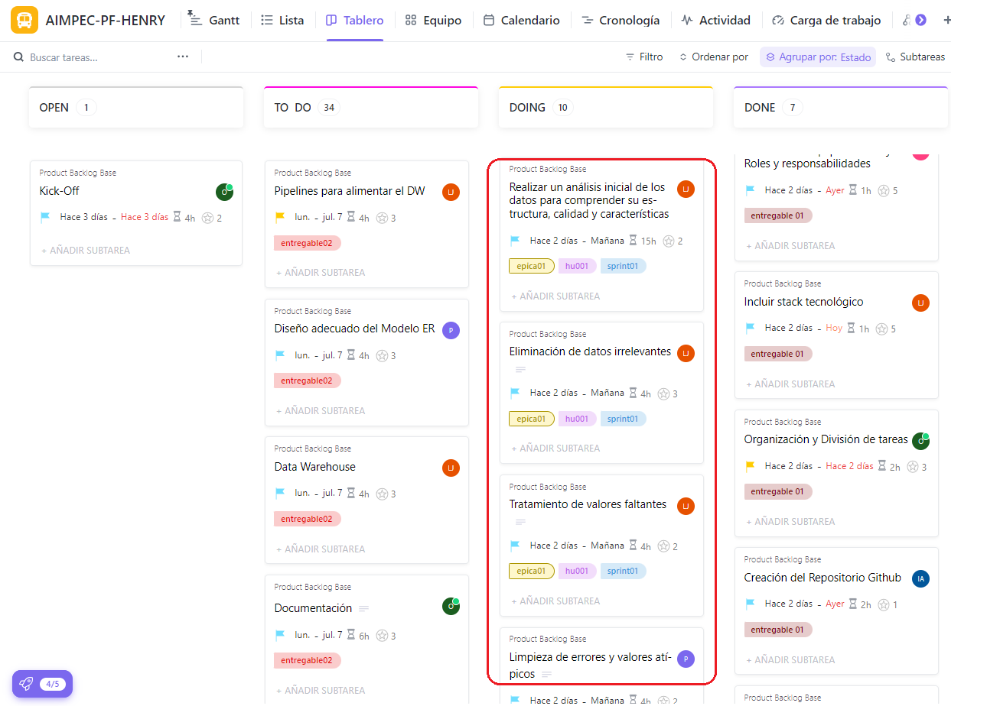 AIMPEC-PF-HENRY
Gantt
Lista
Tablero
Equipo
Calendario
Cronología
Actividad
Carga de trabajo
+
Buscar tareas...
...
Filtro
Ordenar por
Agrupar por: Estado
Subtareas
OPEN 1
Product Backlog Base
Kick-Off
O
Hace 3 días - Hace 3 días 4h 2
+ AÑADIR SUBTAREA
TO DO 34
Product Backlog Base
Pipelines para alimentar el DW
LI
lun. - jul. 7 4h 3
entregable02
+ AÑADIR SUBTAREA
Product Backlog Base
Diseño adecuado del Modelo ER
P
lun. - jul. 7 4h 3
entregable02
+ AÑADIR SUBTAREA
Product Backlog Base
Data Warehouse
LI
lun. - jul. 7 4h 3
entregable02
+ AÑADIR SUBTAREA
Product Backlog Base
Documentación
O
lun. - jul. 7 6h 3
entregable02
+ AÑADIR SUBTAREA
DOING 10
Product Backlog Base
Realizar un análisis inicial de los
datos para comprender su es-
tructura, calidad y características
LI
Hace 2 días - Mañana 15h 2
epica01 hu001 sprint01
+ AÑADIR SUBTAREA
Product Backlog Base
Eliminación de datos irrelevantes
LI
Hace 2 días - Mañana 4h 3
epica01 hu001 sprint01
+ AÑADIR SUBTAREA
Product Backlog Base
Tratamiento de valores faltantes
LI
Hace 2 días - Mañana 4h 2
epica01 hu001 sprint01
+ AÑADIR SUBTAREA
Product Backlog Base
Limpieza de errores y valores atí-
picos
P
Hace 2 días - Mañana 4h 2
DONE 7
Roles y responsabilidades
Hace 2 días - Ayer 1h 5
entregable 01
+ AÑADIR SUBTAREA
Product Backlog Base
Incluir stack tecnológico
LI
Hace 2 días - Hoy 1h 5
entregable 01
+ AÑADIR SUBTAREA
Product Backlog Base
Organización y División de tareas
O
Hace 2 días - Hace 2 días 2h 3
entregable 01
+ AÑADIR SUBTAREA
Product Backlog Base
Creación del Repositorio Github
IA
Hace 2 días - Ayer 2h 1
entregable 01
+ AÑADIR SUBTAREA
Product Backlog Base
4/5